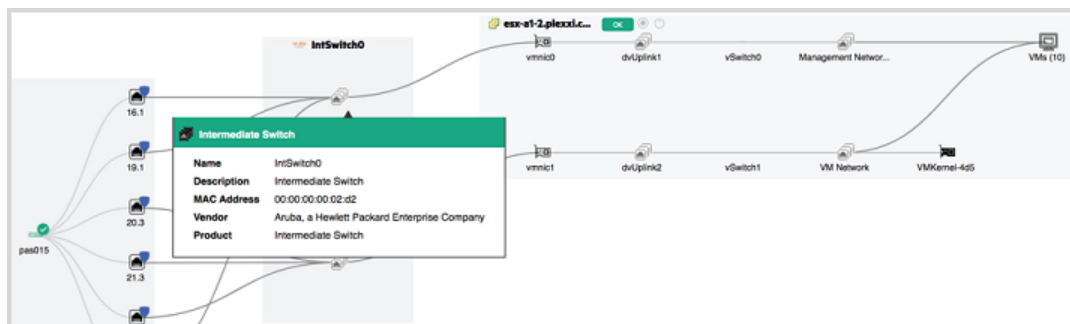 esx-a1-2.plexxi.c... OK
IntSwitch0
vmnic0 dvUplink1 vSwitch0 Management Networ... VMs (10)
16.1
Intermediate Switch
Name IntSwitch0
Description Intermediate Switch
MAC Address 00:00:00:00:02:d2
Vendor Aruba, a Hewlett Packard Enterprise Company
Product Intermediate Switch
19.1
vmnic1 dvUplink2 vSwitch1 VM Network VMKernel-4d5
20.3
pas015
21.3